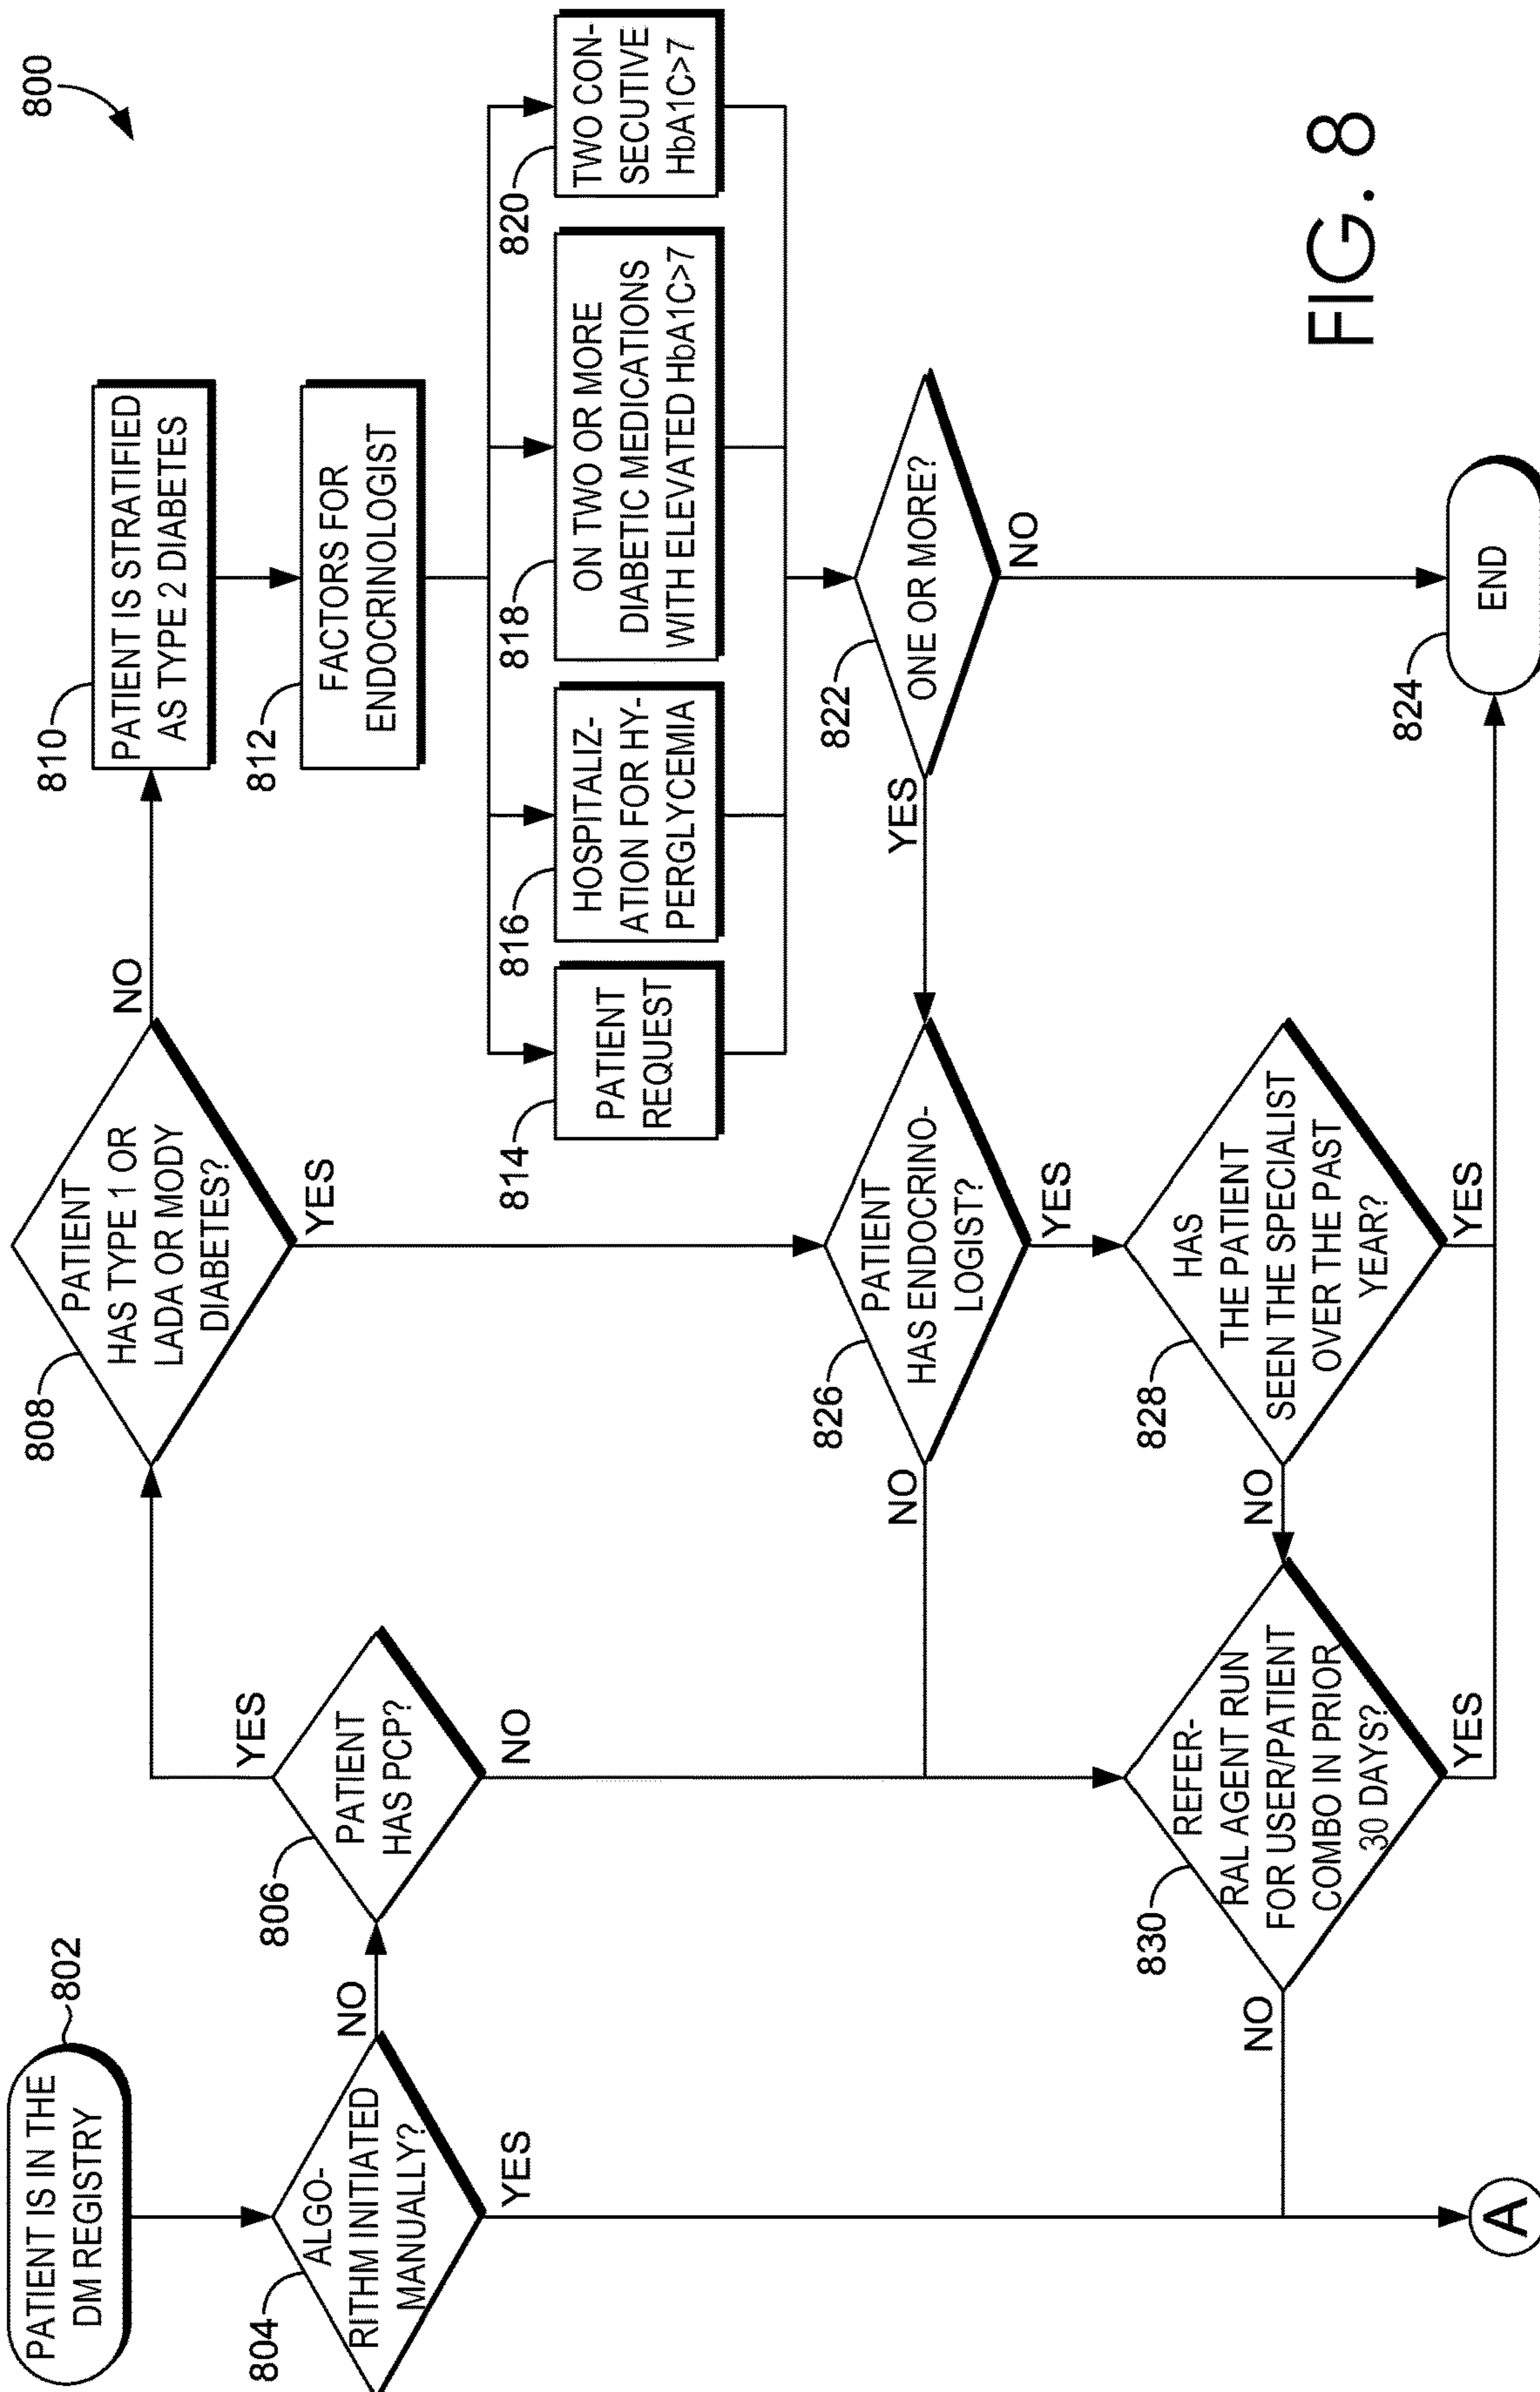 800
PATIENT IS IN THE
DM REGISTRY
802
804
ALGO-
RITHM INITIATED
MANUALLY?
NO
YES
806
PATIENT
HAS PCP?
YES
NO
808
PATIENT
HAS TYPE 1 OR
LADA OR MODY
DIABETES?
NO
YES
810
PATIENT IS STRATIFIED
AS TYPE 2 DIABETES
812
FACTORS FOR
ENDOCRINOLOGIST
814
PATIENT
REQUEST
816
HOSPITALIZ-
ATION FOR HY-
PERGLYCEMIA
818
ON TWO OR MORE
DIABETIC MEDICATIONS
WITH ELEVATED HbA1C>7
820
TWO CON-
SECUTIVE
HbA1C>7
822
ONE OR MORE?
YES
NO
824
END
826
PATIENT
HAS ENDOCRINO-
LOGIST?
NO
YES
828
HAS
THE PATIENT
SEEN THE SPECIALIST
OVER THE PAST
YEAR?
NO
YES
830
REFER-
RAL AGENT RUN
FOR USER/PATIENT
COMBO IN PRIOR
30 DAYS?
NO
YES
A
FIG. 8